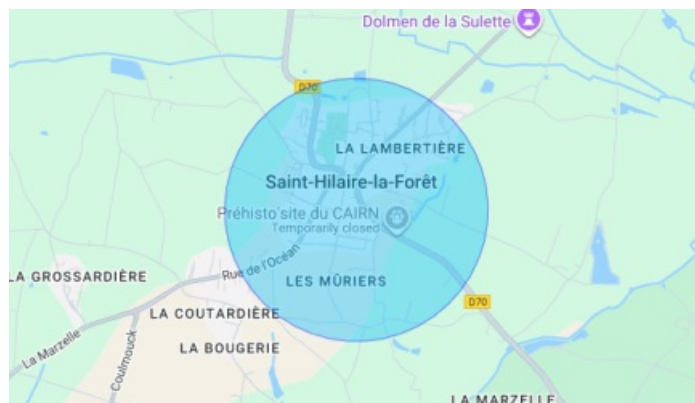 Dolmen de la Sulette
D70
LA LAMBERTIÈRE
Saint-Hilaire-la-Forêt
Préhisto'site du CAIRN
Temporarily closed
Rue de l'Océan
LA GROSSARDIÈRE
LES MÛRIERS
D70
LA COUTARDIÈRE
LA BOUGERIE
La Marzelle
Coulmouck
LA MARZELLE